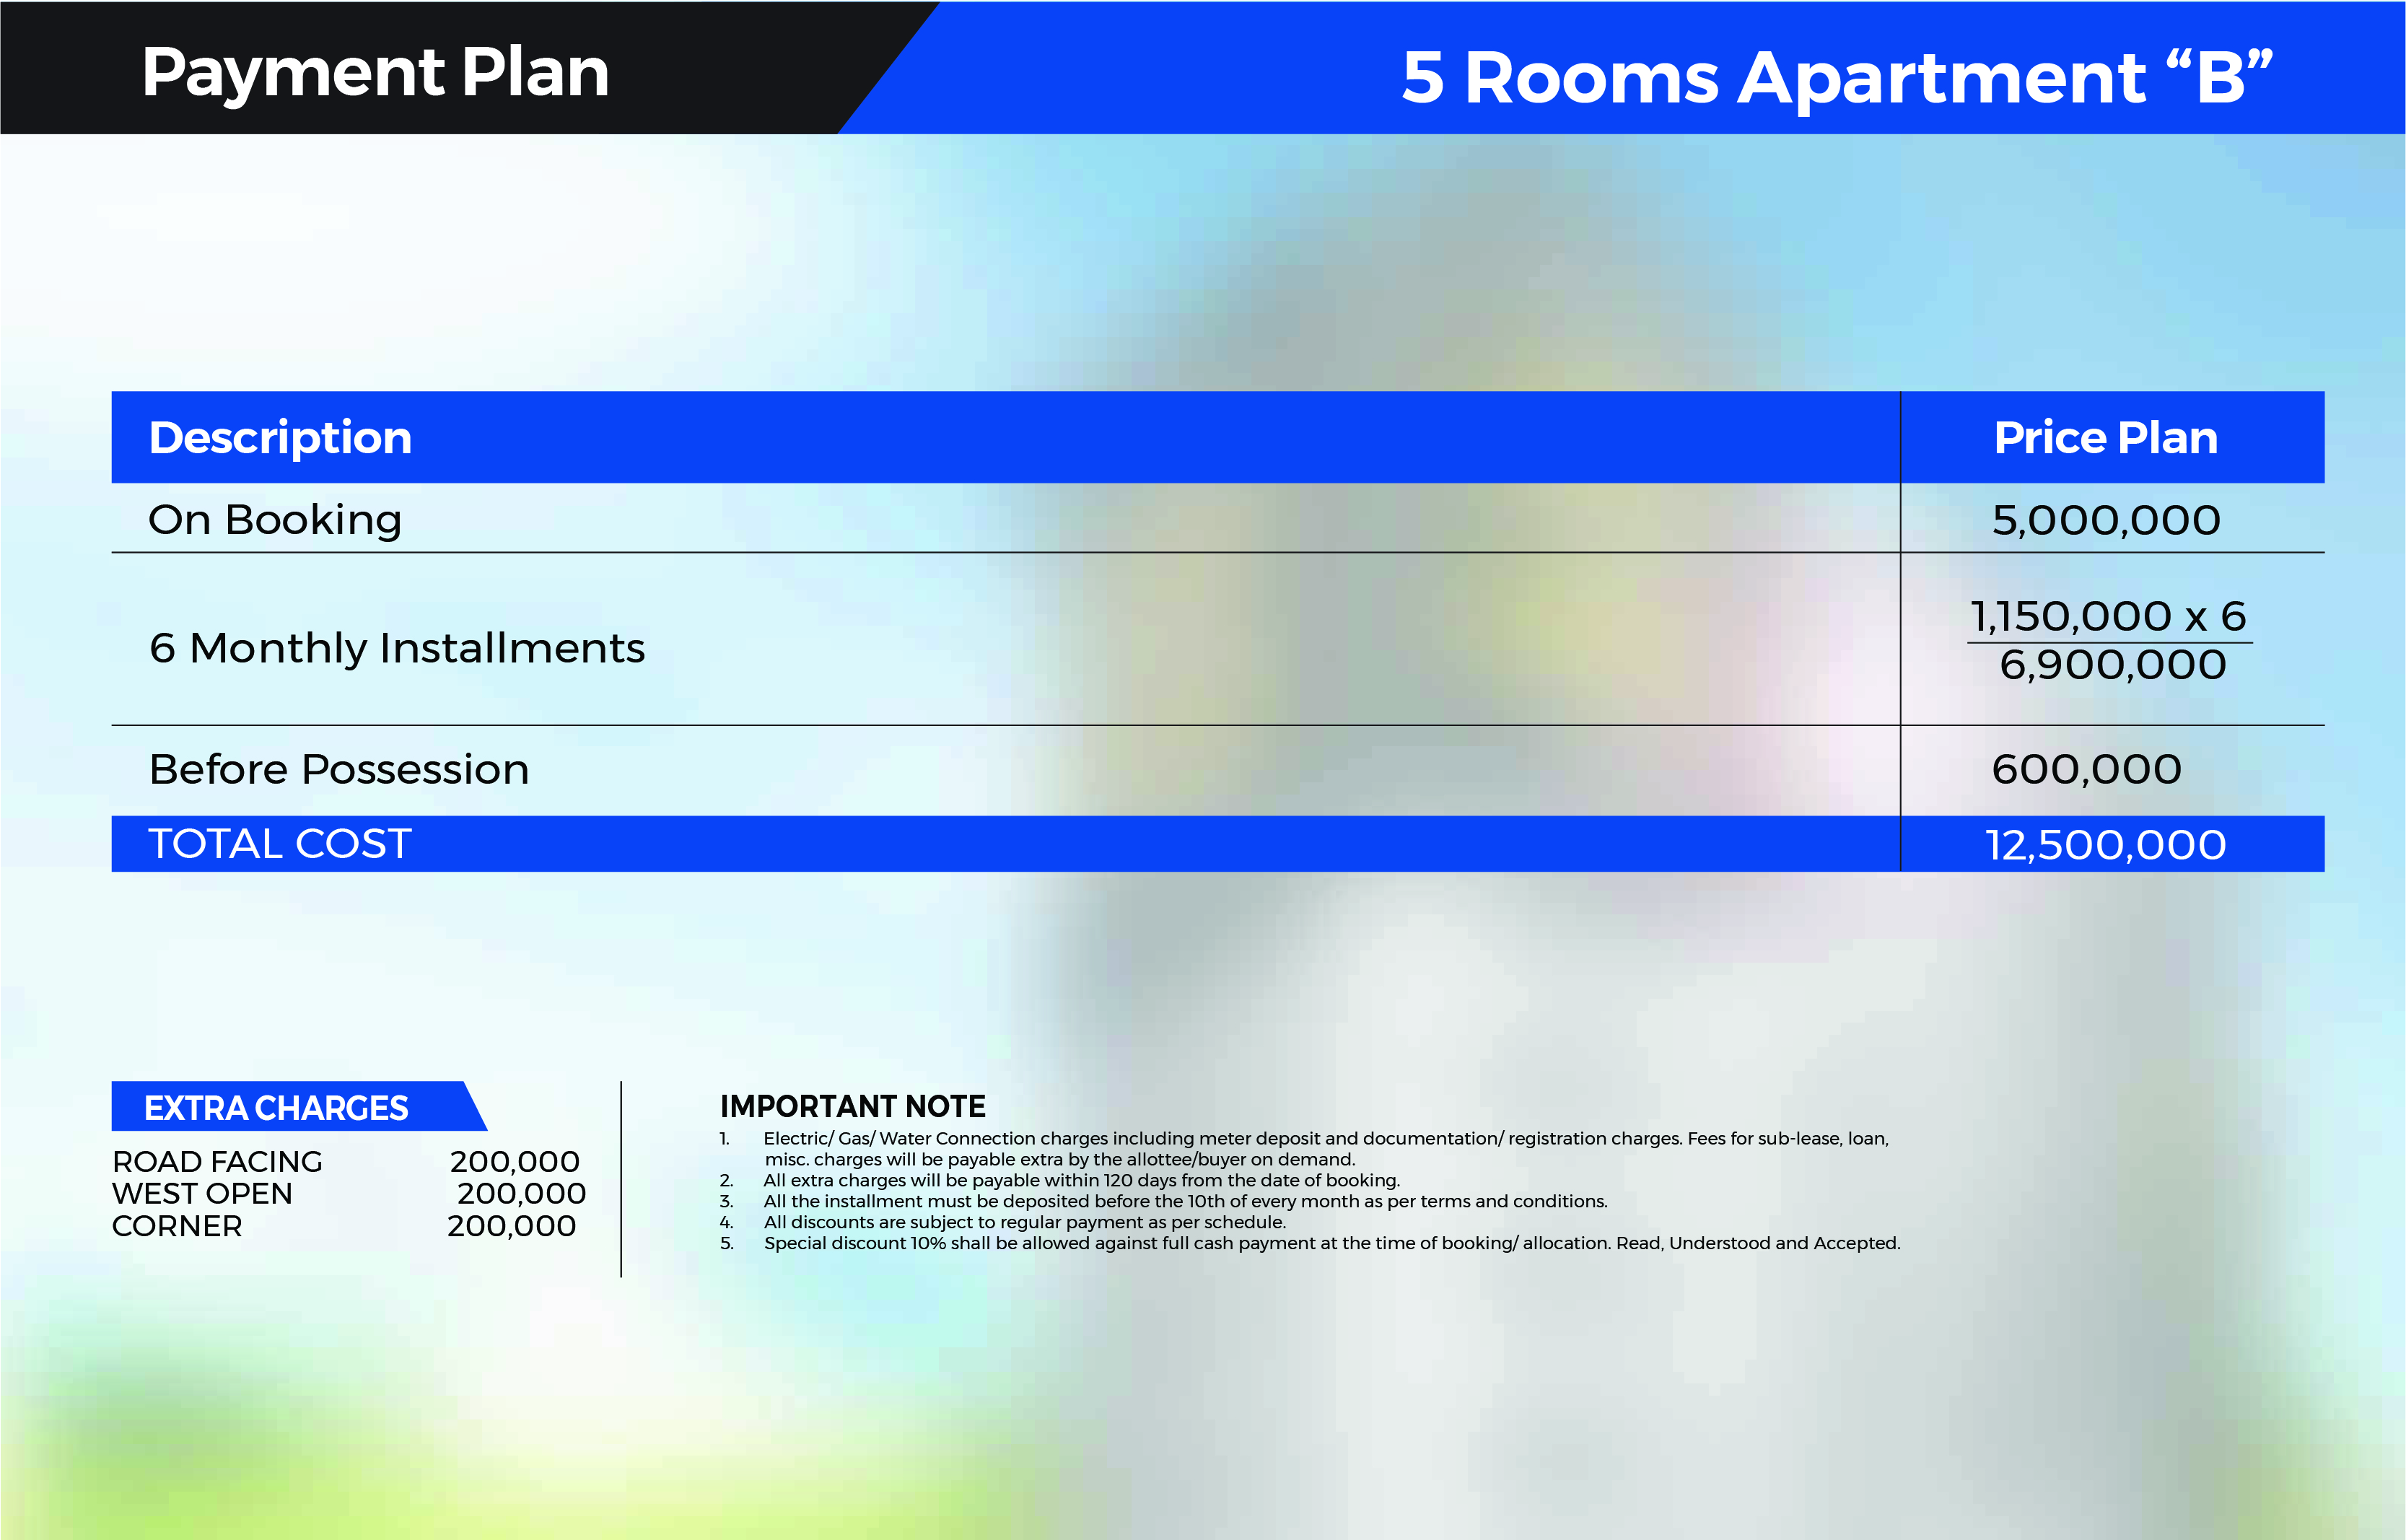 Payment Plan
5 Rooms Apartment “B”
Description Price Plan
On Booking 5,000,000
6 Monthly Installments 1,150,000 x 6
6,900,000
Before Possession 600,000
TOTAL COST 12,500,000
EXTRA CHARGES
ROAD FACING 200,000
WEST OPEN 200,000
CORNER 200,000
IMPORTANT NOTE
1. Electric/ Gas/ Water Connection charges including meter deposit and documentation/ registration charges. Fees for sub-lease, loan,
misc. charges will be payable extra by the allottee/buyer on demand.
2. All extra charges will be payable within 120 days from the date of booking.
3. All the installment must be deposited before the 10th of every month as per terms and conditions.
4. All discounts are subject to regular payment as per schedule.
5. Special discount 10% shall be allowed against full cash payment at the time of booking/ allocation. Read, Understood and Accepted.